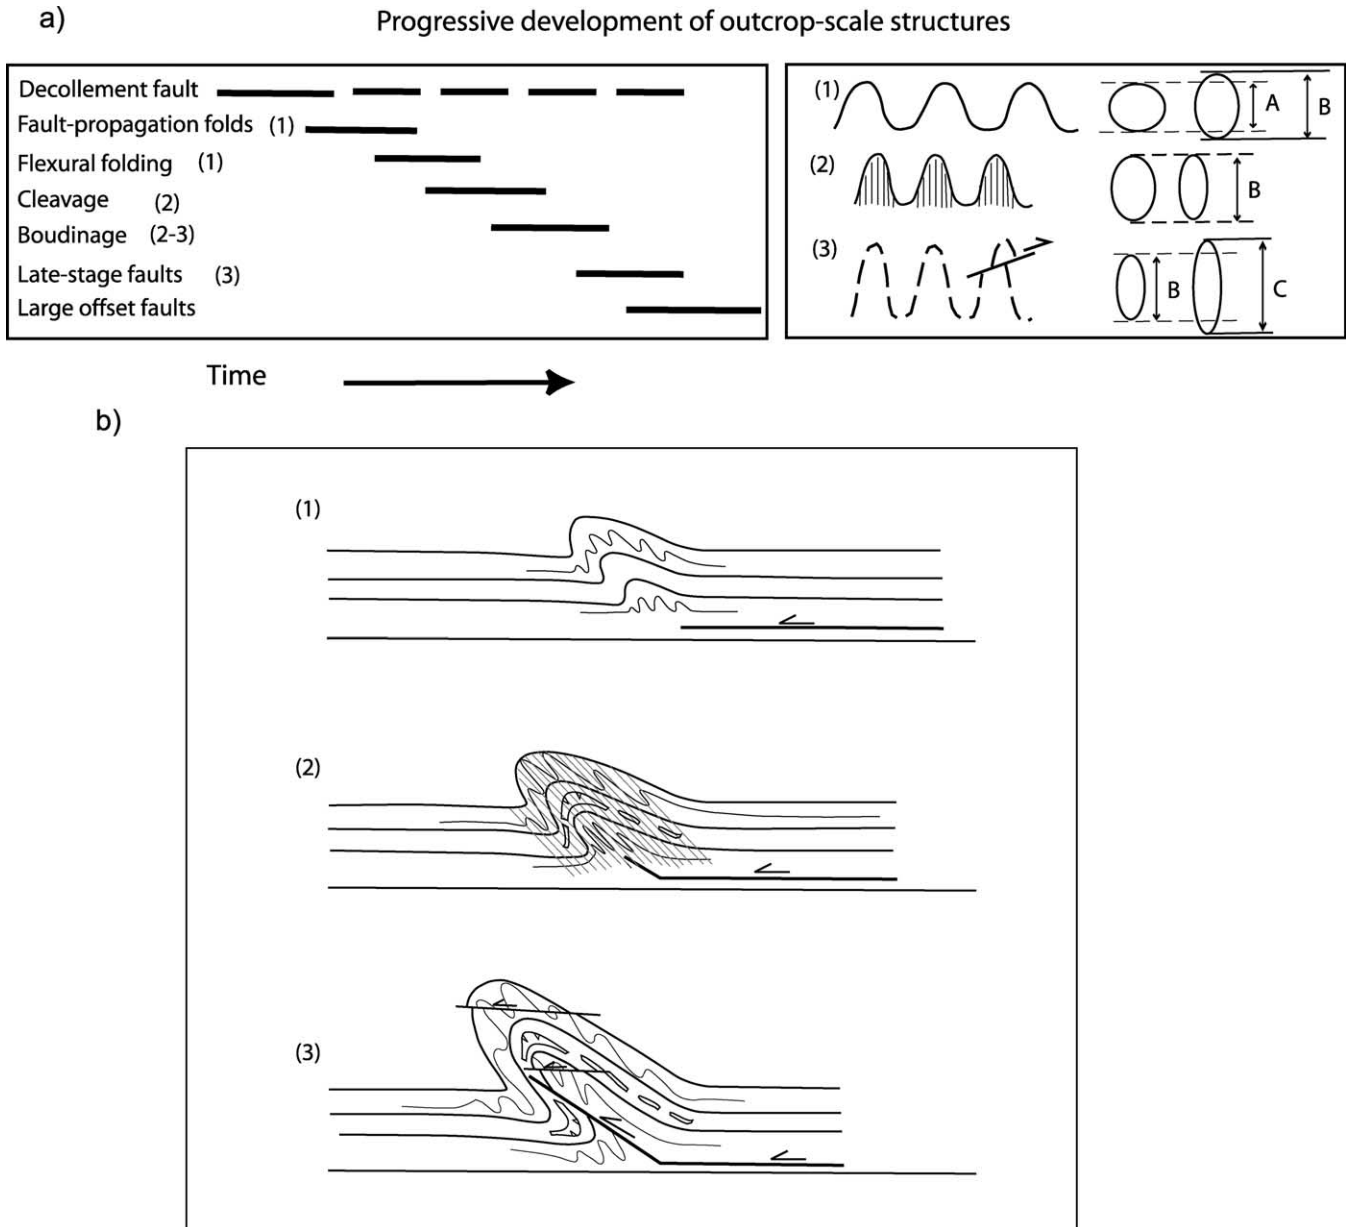 a)
Progressive development of outcrop-scale structures
Decollement fault
Fault-propagation folds (1)
Flexural folding (1)
Cleavage (2)
Boudinage (2-3)
Late-stage faults (3)
Large offset faults
(1) A B
(2) B
(3) B C
Time
b)
(1)
(2)
(3)